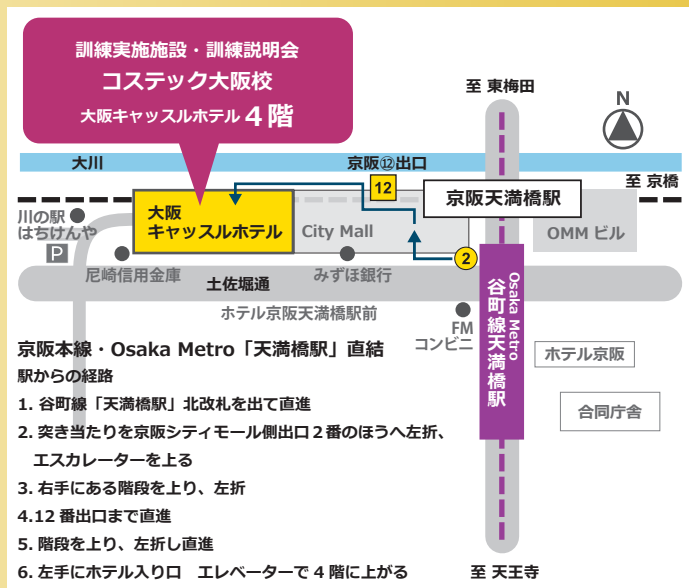 訓練実施施設・訓練説明会
コステック大阪校
大阪キャッスルホテル 4 階
至 東梅田
N
大川
京阪⑫出口
至 京橋
12
京阪天満橋駅
川の駅
はちけんや
P
大阪
キャッスルホテル
City Mall
OMM ビル
2
尼崎信用金庫
みずほ銀行
土佐堀通
ホテル京阪天満橋駅前
FM
コンビニ
Osaka Metro
谷町線天満橋駅
ホテル京阪
合同庁舎
京阪本線・Osaka Metro「天満橋駅」直結
駅からの経路
1. 谷町線「天満橋駅」北改札を出て直進
2. 突き当たりを京阪シティモール側出口２番のほうへ左折、
エスカレーターを上る
3. 右手にある階段を上り、左折
4.12 番出口まで直進
5. 階段を上り、左折し直進
6. 左手にホテル入り口　エレベーターで 4 階に上がる
至 天王寺